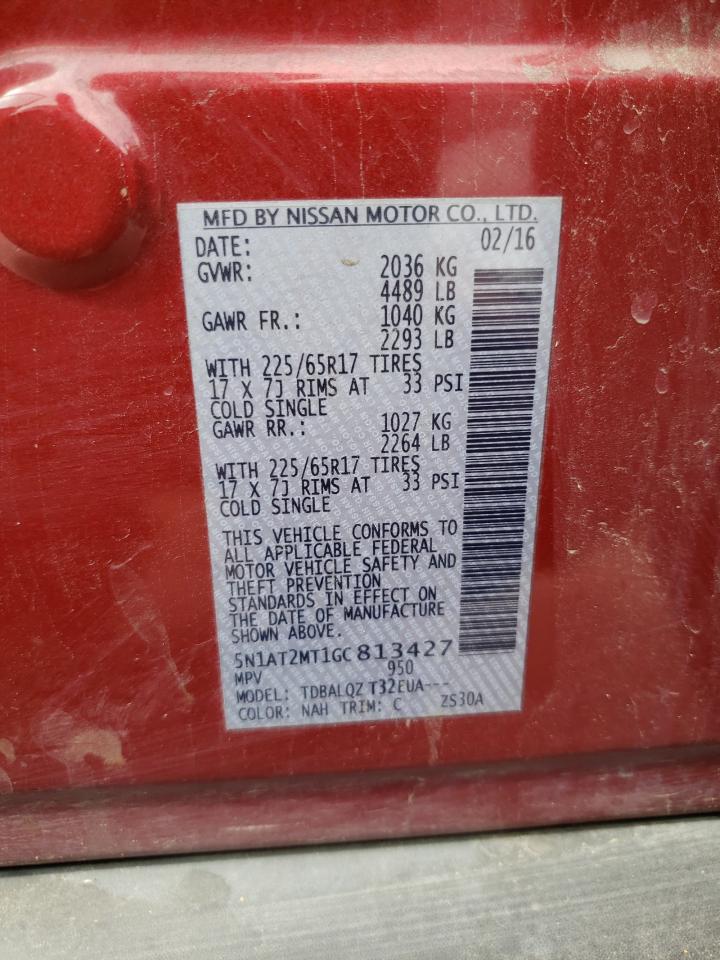 MFD BY NISSAN MOTOR CO., LTD.
DATE: 02/16
GVWR: 2036 KG
4489 LB
GAWR FR.: 1040 KG
2293 LB
WITH 225/65R17 TIRES
17 X 7J RIMS AT 33 PSI
COLD SINGLE
GAWR RR.: 1027 KG
2264 LB
WITH 225/65R17 TIRES
17 X 7J RIMS AT 33 PSI
COLD SINGLE
THIS VEHICLE CONFORMS TO
ALL APPLICABLE FEDERAL
MOTOR VEHICLE SAFETY AND
THEFT PREVENTION
STANDARDS IN EFFECT ON
THE DATE OF MANUFACTURE
SHOWN ABOVE.
5N1AT2MT1GC813427
MPV 950
MODEL: TDBALQZ T32EUA---
COLOR: NAH TRIM: C ZS30A